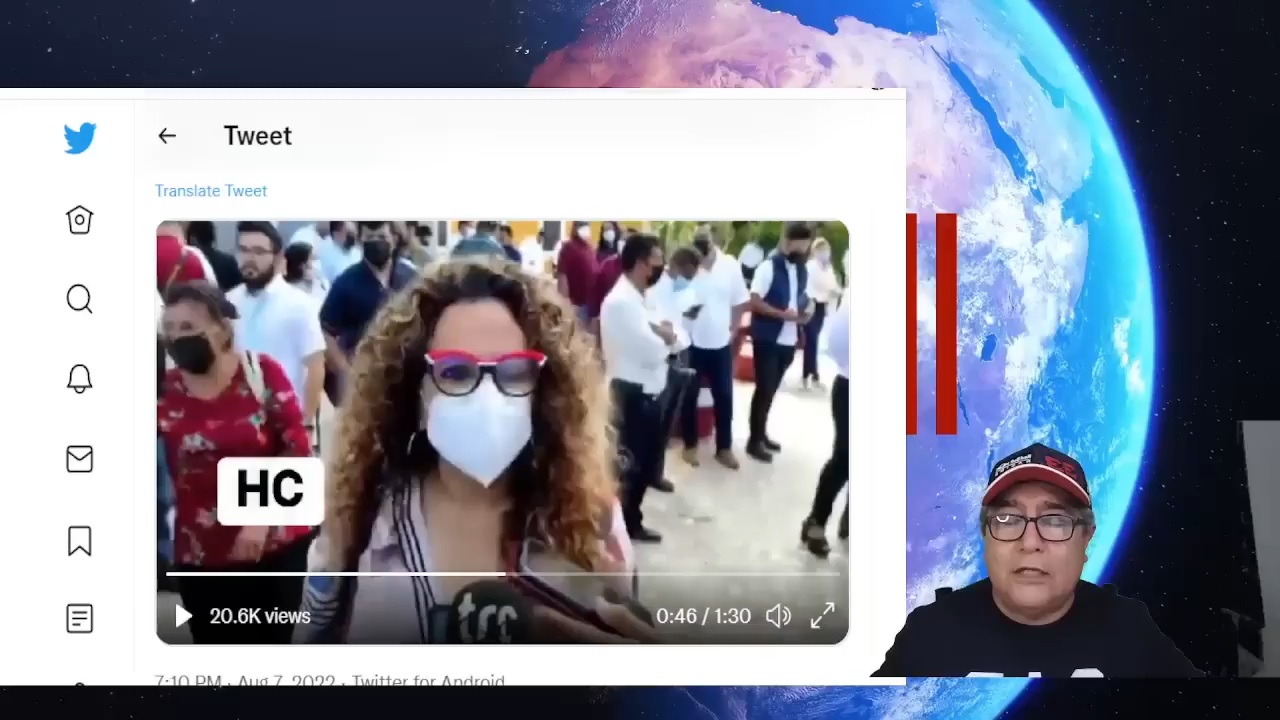 Tweet
Translate Tweet
HC
trc
20.6K views
0:46 / 1:30
7:10 PM · Aug 7, 2022 · Twitter for Android